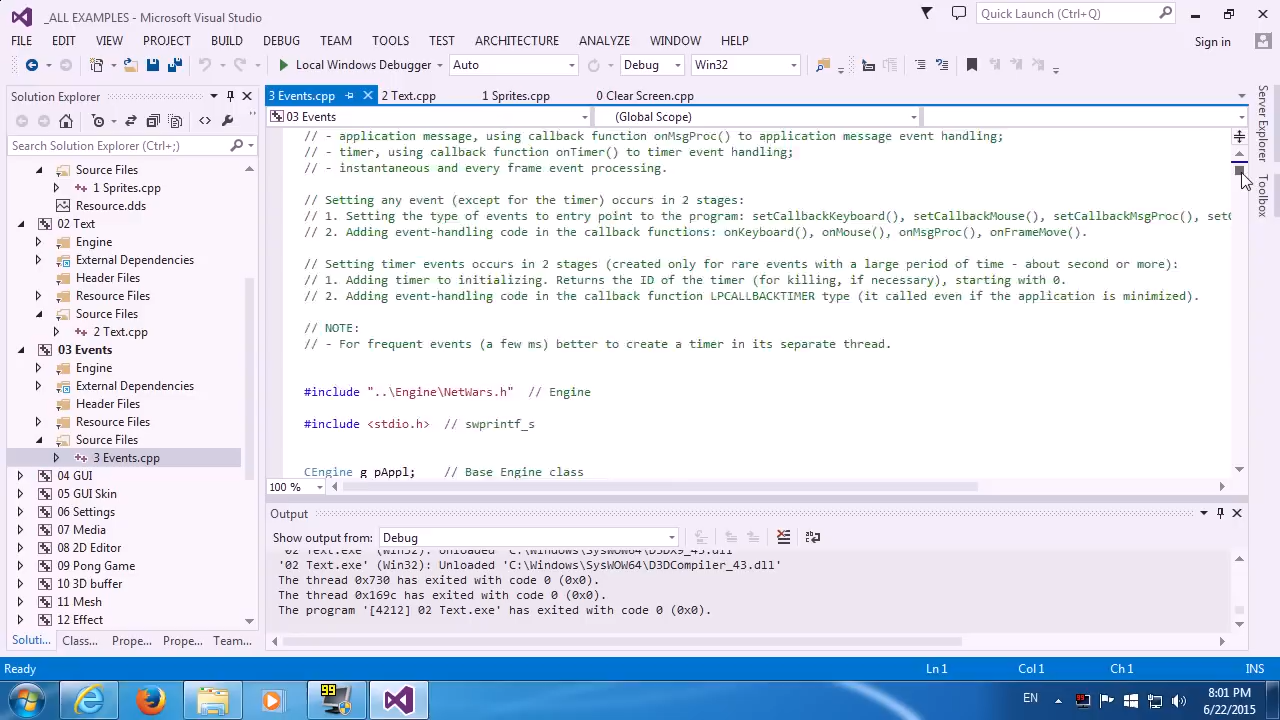 _ALL EXAMPLES - Microsoft Visual Studio
Quick Launch (Ctrl+Q)
FILE EDIT VIEW PROJECT BUILD DEBUG TEAM TOOLS TEST ARCHITECTURE ANALYZE WINDOW HELP
Sign in
Local Windows Debugger Auto Debug Win32
Solution Explorer
Search Solution Explorer (Ctrl+;)
Source Files
1 Sprites.cpp
Resource.dds
02 Text
Engine
External Dependencies
Header Files
Resource Files
Source Files
2 Text.cpp
03 Events
Engine
External Dependencies
Header Files
Resource Files
Source Files
3 Events.cpp
04 GUI
05 GUI Skin
06 Settings
07 Media
08 2D Editor
09 Pong Game
10 3D buffer
11 Mesh
12 Effect
Soluti... Class... Prope... Prope... Team...
3 Events.cpp 2 Text.cpp 1 Sprites.cpp 0 Clear Screen.cpp
03 Events (Global Scope)
// - application message, using callback function onMsgProc() to application message event handling;
// - timer, using callback function onTimer() to timer event handling;
// - instantaneous and every frame event processing.
// Setting any event (except for the timer) occurs in 2 stages:
// 1. Setting the type of events to entry point to the program: setCallbackKeyboard(), setCallbackMouse(), setCallbackMsgProc(), set
// 2. Adding event-handling code in the callback functions: onKeyboard(), onMouse(), onMsgProc(), onFrameMove().
// Setting timer events occurs in 2 stages (created only for rare events with a large period of time - about second or more):
// 1. Adding timer to initializing. Returns the ID of the timer (for killing, if necessary), starting with 0.
// 2. Adding event-handling code in the callback function LPCALLBACKTIMER type (it called even if the application is minimized).
// NOTE:
// - For frequent events (a few ms) better to create a timer in its separate thread.
#include "..\Engine\NetWars.h" // Engine
#include <stdio.h> // swprintf_s
CEngine g_pAppl; // Base Engine class
100 %
Output
Show output from: Debug
'02 Text.exe' (Win32): Unloaded 'C:\Windows\SysWOW64\D3DX9_43.dll'
'02 Text.exe' (Win32): Unloaded 'C:\Windows\SysWOW64\D3DCompiler_43.dll'
The thread 0x730 has exited with code 0 (0x0).
The thread 0x169c has exited with code 0 (0x0).
The program '[4212] 02 Text.exe' has exited with code 0 (0x0).
Server Explorer
Toolbox
Ready Ln 1 Col 1 Ch 1 INS
99
EN
99
8:01 PM
6/22/2015